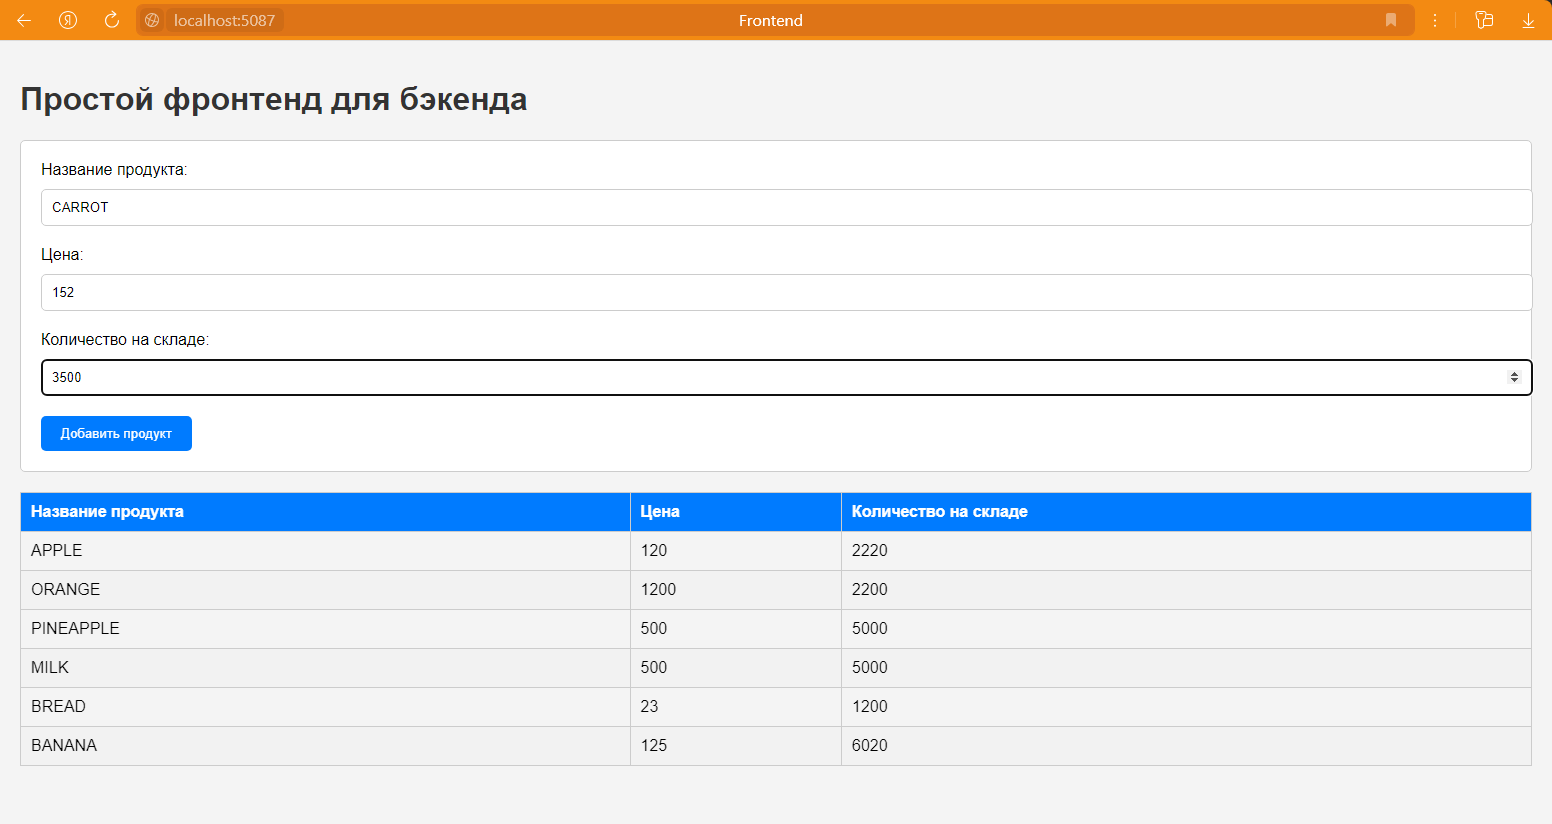 Я localhost:5087 Frontend
Простой фронтенд для бэкенда
Название продукта:
CARROT
Цена:
152
Количество на складе:
3500
Добавить продукт
Название продукта Цена Количество на складе
APPLE 120 2220
ORANGE 1200 2200
PINEAPPLE 500 5000
MILK 500 5000
BREAD 23 1200
BANANA 125 6020